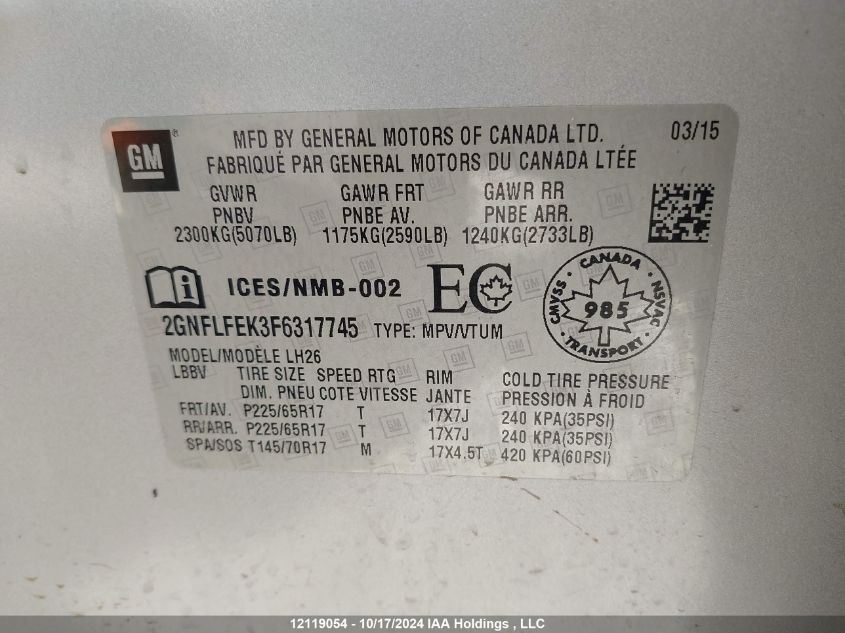 GM ®
MFD BY GENERAL MOTORS OF CANADA LTD. 03/15
FABRIQUÉ PAR GENERAL MOTORS DU CANADA LTÉE
GVWR GAWR FRT GAWR RR
PNBV PNBE AV. PNBE ARR.
2300KG(5070LB) 1175KG(2590LB) 1240KG(2733LB)
i ICES/NMB-002 EC
CANADA
CMVSS 985 NSVAC
TRANSPORT
2GNFLFEK3F6317745 TYPE: MPV/VTUM
MODEL/MODÈLE LH26
LBBV TIRE SIZE SPEED RTG RIM COLD TIRE PRESSURE
DIM. PNEU COTE VITESSE JANTE PRESSION À FROID
FRT/AV. P225/65R17 T 17X7J 240 KPA(35PSI)
RR/ARR. P225/65R17 T 17X7J 240 KPA(35PSI)
SPA/SOS T145/70R17 M 17X4.5T 420 KPA(60PSI)
12119054 - 10/17/2024 IAA Holdings , LLC